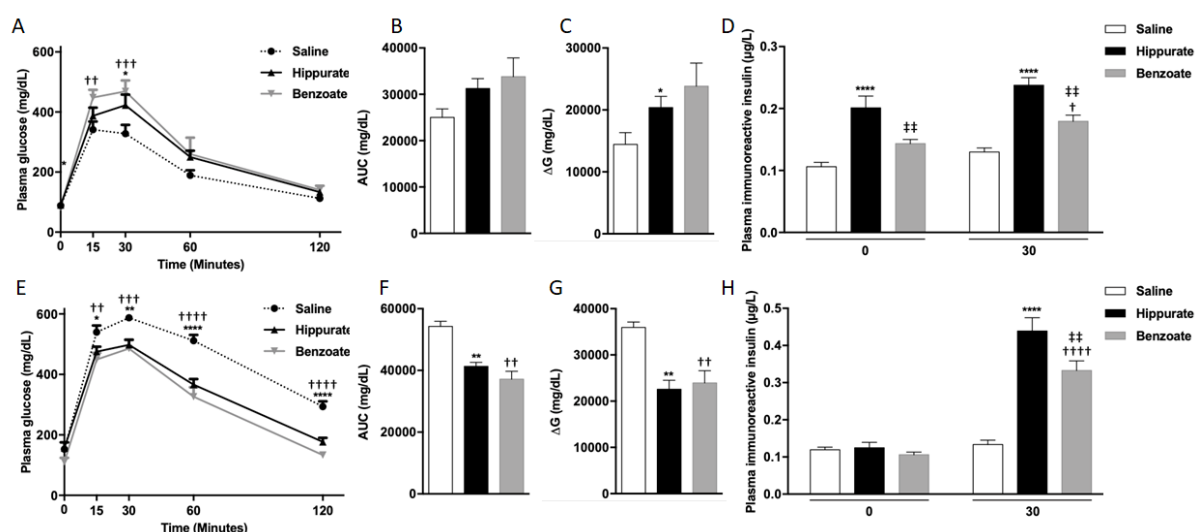 A
Plasma glucose (mg/dL)
600
400
200
0
††
†††
*
*
Saline
Hippurate
Benzoate
0 15 30 60 120
Time (Minutes)
B
AUC (mg/dL)
40000
30000
20000
10000
0
C
ΔG (mg/dL)
30000
20000
10000
0
*
D
Plasma immunoreactive insulin (µg/L)
0.3
0.2
0.1
0.0
****
‡‡
****
‡‡
†
0 30
Saline
Hippurate
Benzoate
E
Plasma glucose (mg/dL)
600
400
200
0
††
*
†††
**
††††
****
††††
****
Saline
Hippurate
Benzoate
0 15 30 60 120
Time (Minutes)
F
AUC (mg/dL)
60000
40000
20000
0
**
††
G
ΔG (mg/dL)
40000
30000
20000
10000
0
**
††
H
Plasma immunoreactive insulin (µg/L)
0.5
0.4
0.3
0.2
0.1
0.0
****
‡‡
††††
0 30
Saline
Hippurate
Benzoate